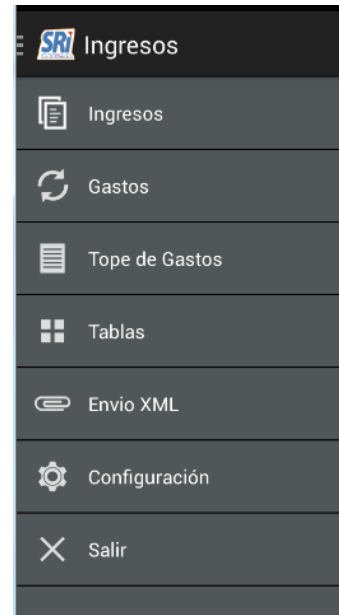 SRi Ingresos
Ingresos
Gastos
Tope de Gastos
Tablas
Envio XML
Configuración
Salir